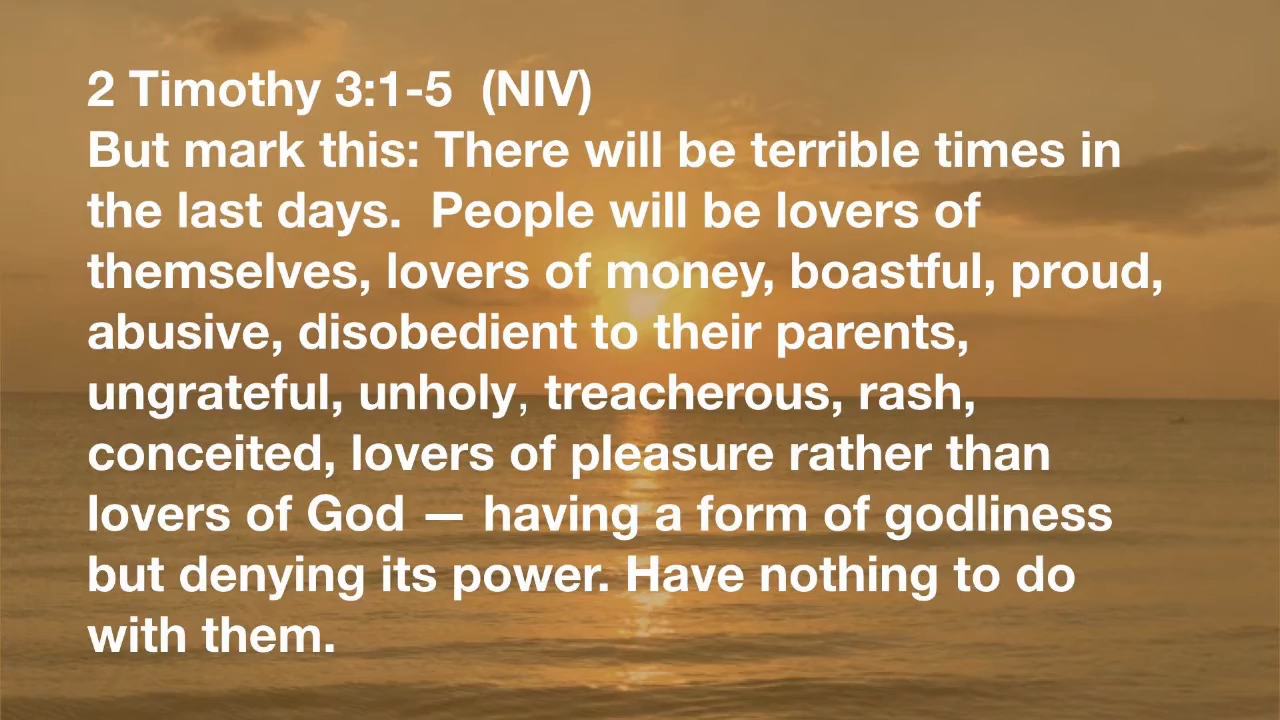 2 Timothy 3:1-5  (NIV)
But mark this: There will be terrible times in
the last days.  People will be lovers of
themselves, lovers of money, boastful, proud,
abusive, disobedient to their parents,
ungrateful, unholy, treacherous, rash,
conceited, lovers of pleasure rather than
lovers of God — having a form of godliness
but denying its power. Have nothing to do
with them.